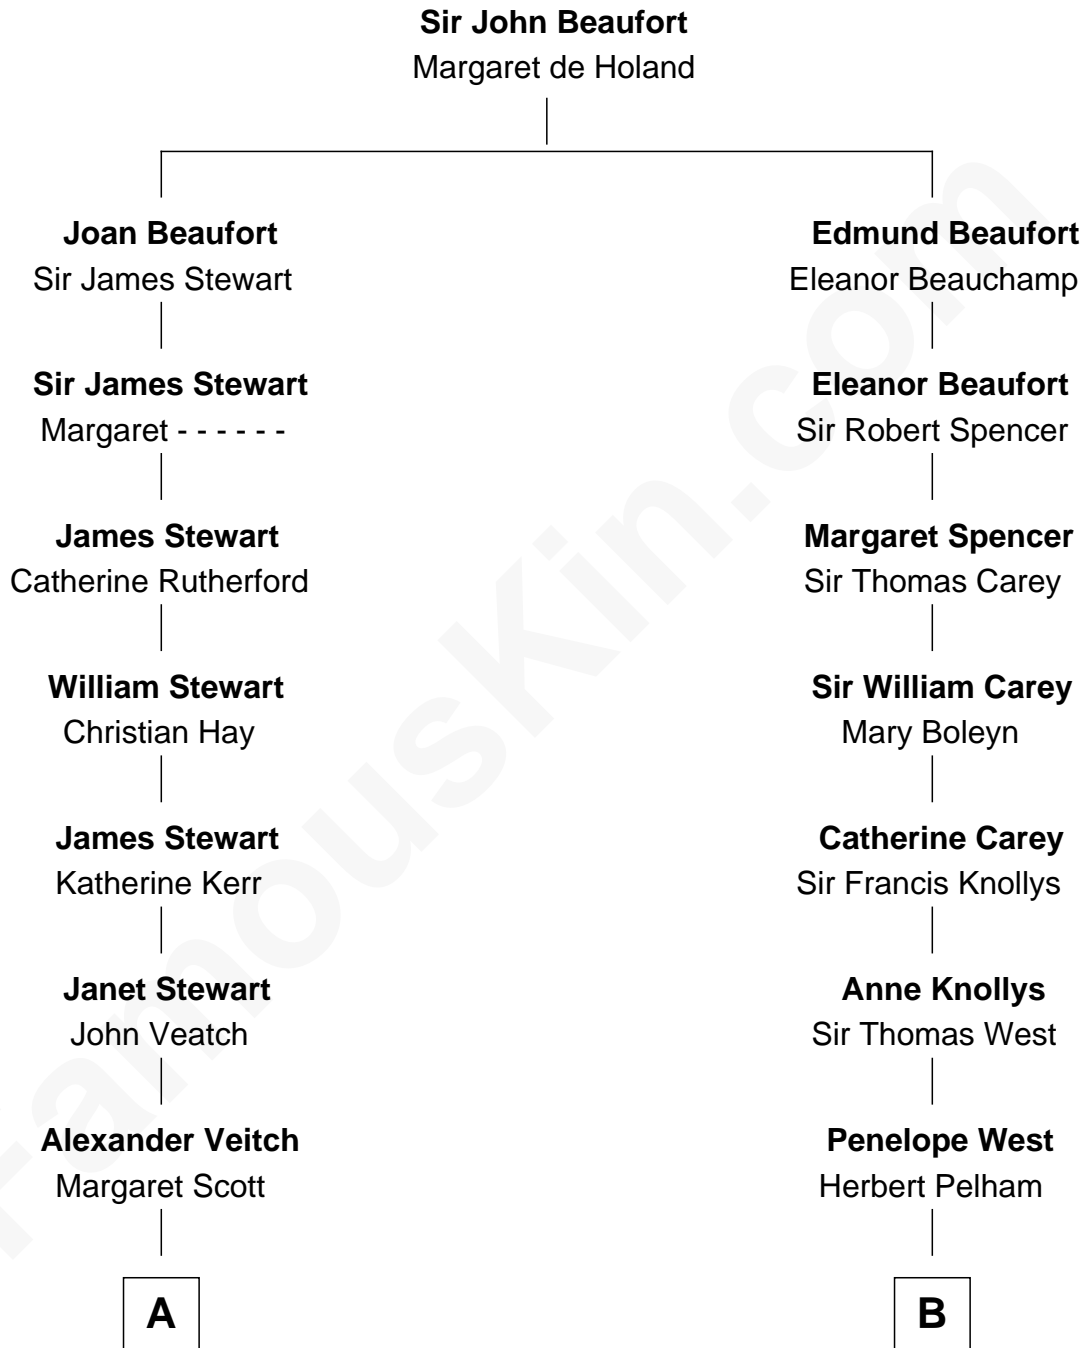 Sir John Beaufort
Margaret de Holand
Joan Beaufort
Sir James Stewart
Edmund Beaufort
Eleanor Beauchamp
Sir James Stewart
Margaret - - - - - -
Eleanor Beaufort
Sir Robert Spencer
James Stewart
Catherine Rutherford
Margaret Spencer
Sir Thomas Carey
William Stewart
Christian Hay
Sir William Carey
Mary Boleyn
James Stewart
Katherine Kerr
Catherine Carey
Sir Francis Knollys
Janet Stewart
John Veatch
Anne Knollys
Sir Thomas West
Alexander Veitch
Margaret Scott
Penelope West
Herbert Pelham
A
B
FamousKin.com